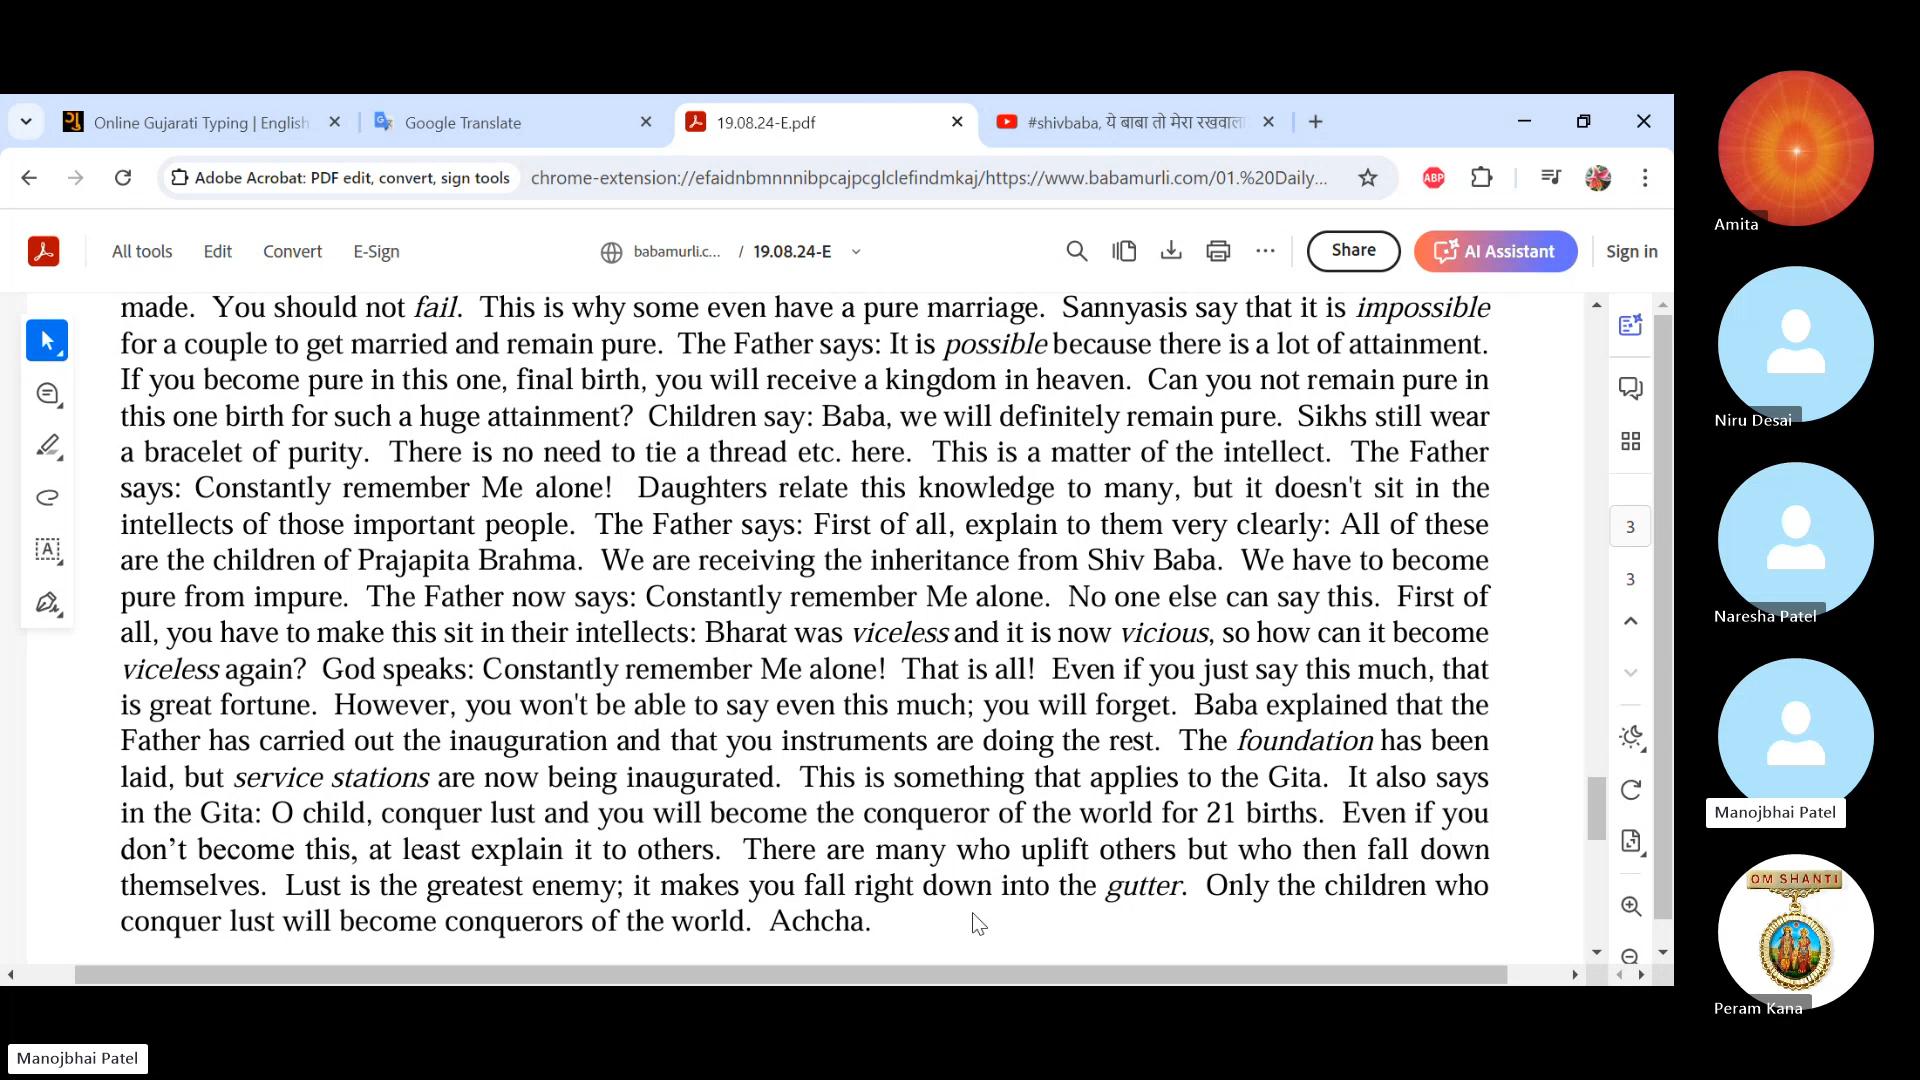 Online Gujarati Typing | English
Google Translate
19.08.24-E.pdf
#shivbaba, ये बाबा तो मेरा रखवाला
Adobe Acrobat: PDF edit, convert, sign tools
chrome-extension://efaidnbmnnnibpcajpcglclefindmkaj/https://www.babamurli.com/01.%20Daily...
ABP
All tools
Edit
Convert
E-Sign
babamurli.c... / 19.08.24-E
Share
AI Assistant
Sign in
made. You should not fail. This is why some even have a pure marriage. Sannyasis say that it is impossible
for a couple to get married and remain pure. The Father says: It is possible because there is a lot of attainment.
If you become pure in this one, final birth, you will receive a kingdom in heaven. Can you not remain pure in
this one birth for such a huge attainment? Children say: Baba, we will definitely remain pure. Sikhs still wear
a bracelet of purity. There is no need to tie a thread etc. here. This is a matter of the intellect. The Father
says: Constantly remember Me alone! Daughters relate this knowledge to many, but it doesn't sit in the
intellects of those important people. The Father says: First of all, explain to them very clearly: All of these
are the children of Prajapita Brahma. We are receiving the inheritance from Shiv Baba. We have to become
pure from impure. The Father now says: Constantly remember Me alone. No one else can say this. First of
all, you have to make this sit in their intellects: Bharat was viceless and it is now vicious, so how can it become
viceless again? God speaks: Constantly remember Me alone! That is all! Even if you just say this much, that
is great fortune. However, you won't be able to say even this much; you will forget. Baba explained that the
Father has carried out the inauguration and that you instruments are doing the rest. The foundation has been
laid, but service stations are now being inaugurated. This is something that applies to the Gita. It also says
in the Gita: O child, conquer lust and you will become the conqueror of the world for 21 births. Even if you
don’t become this, at least explain it to others. There are many who uplift others but who then fall down
themselves. Lust is the greatest enemy; it makes you fall right down into the gutter. Only the children who
conquer lust will become conquerors of the world. Achcha.
3
3
Amita
Niru Desai
Naresha Patel
Manojbhai Patel
OM SHANTI
Peram Kana
Manojbhai Patel